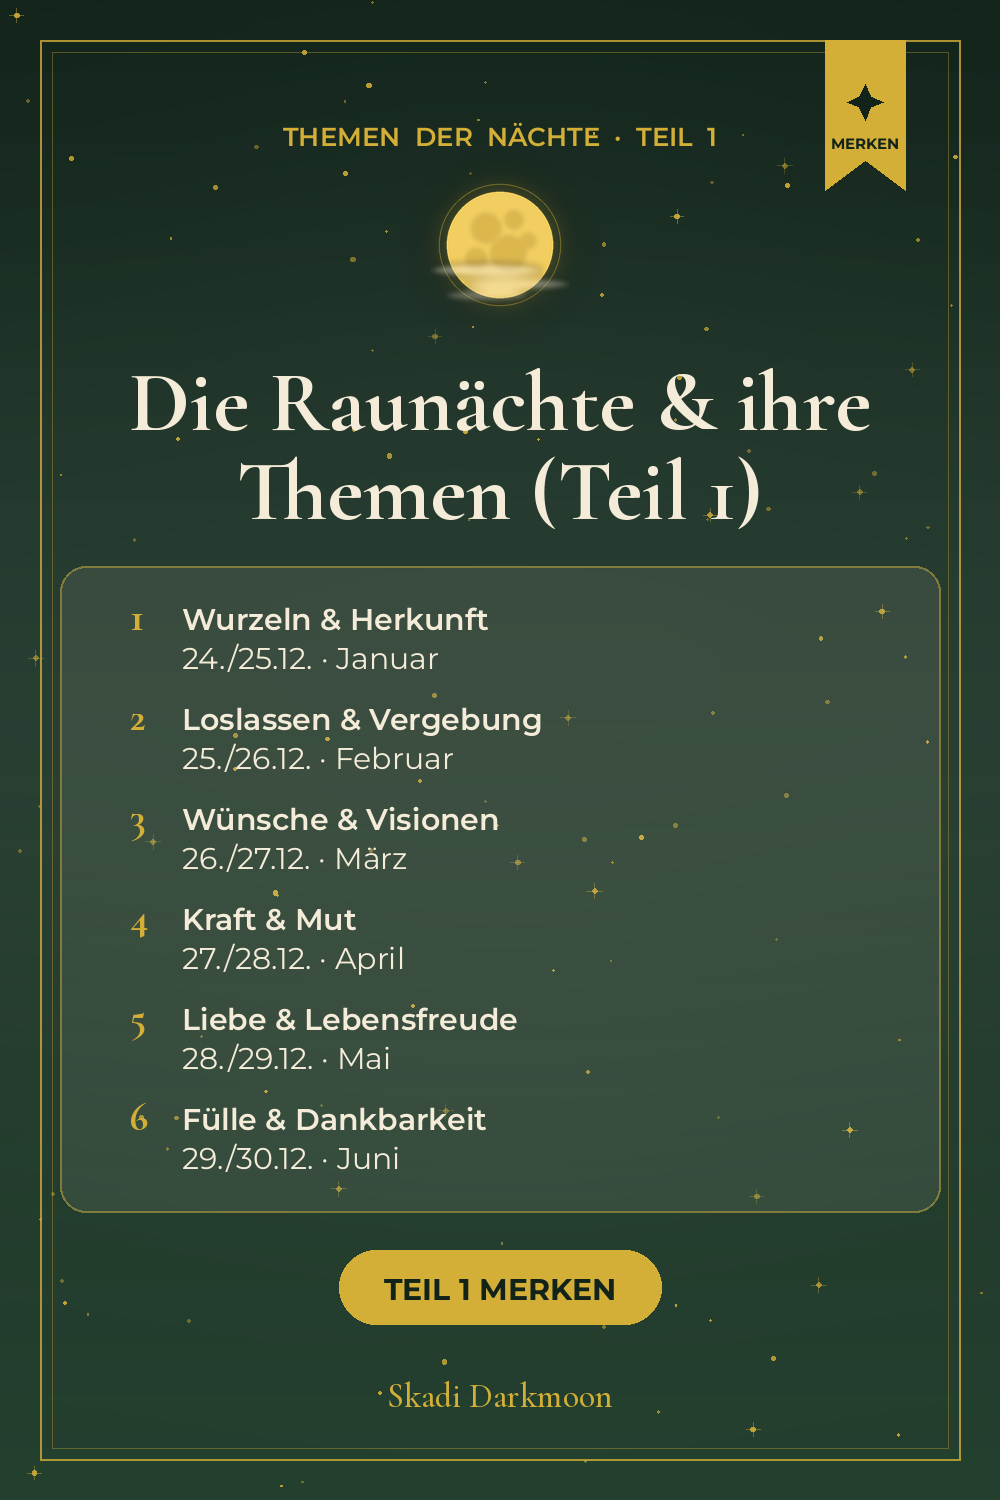 THEMEN DER NÄCHTE · TEIL 1
MERKEN
Die Raunächte & ihre
Themen (Teil 1)
1 Wurzeln & Herkunft
24./25.12. · Januar
2 Loslassen & Vergebung
25./26.12. · Februar
3 Wünsche & Visionen
26./27.12. · März
4 Kraft & Mut
27./28.12. · April
5 Liebe & Lebensfreude
28./29.12. · Mai
6 Fülle & Dankbarkeit
29./30.12. · Juni
TEIL 1 MERKEN
Skadi Darkmoon